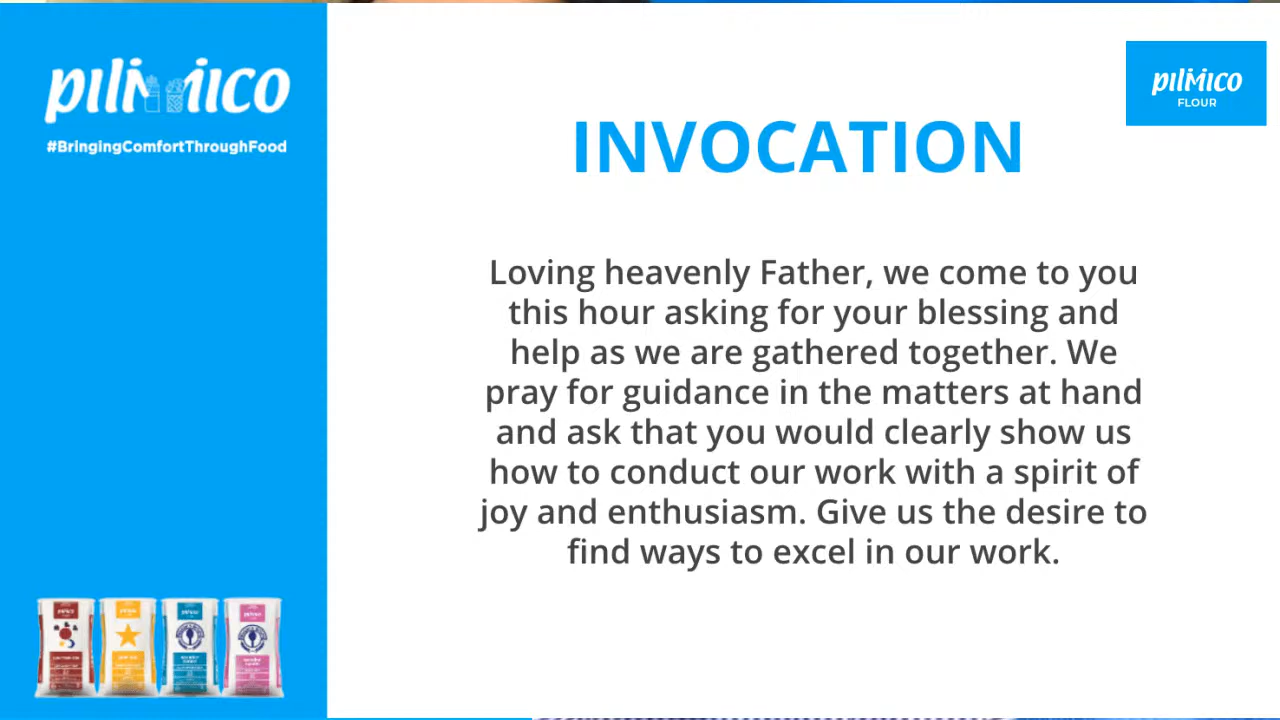 PILMICO
#BringingComfortThroughFood
PILMICO
FLOUR
INVOCATION
Loving heavenly Father, we come to you
this hour asking for your blessing and
help as we are gathered together. We
pray for guidance in the matters at hand
and ask that you would clearly show us
how to conduct our work with a spirit of
joy and enthusiasm. Give us the desire to
find ways to excel in our work.